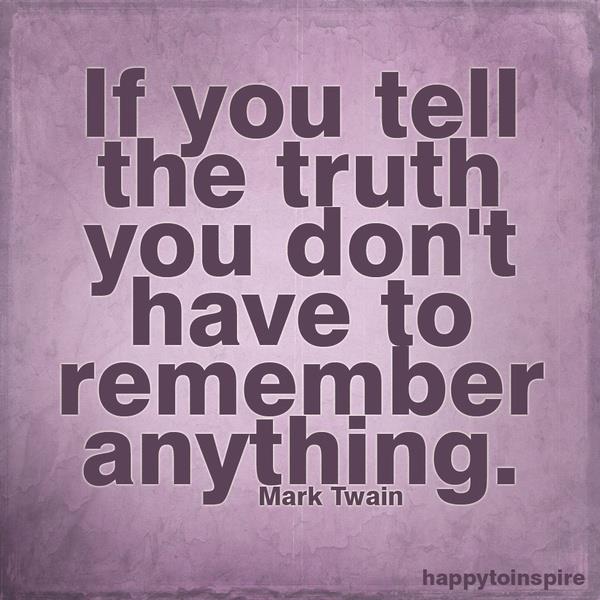 If you tell
the truth
you don't
have to
remember
anything.
Mark Twain
happytoinspire